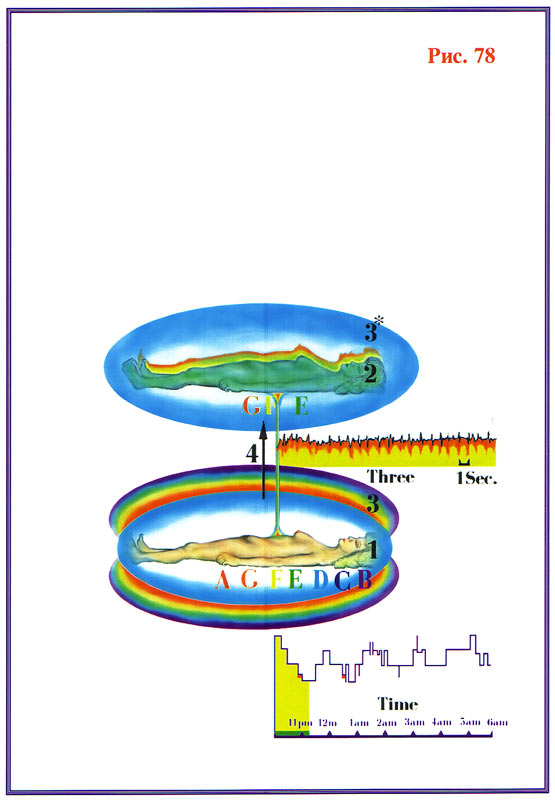 Рис. 78
3*
2
G F E
4
Three 1Sec.
3
1
A G F E D C B
Time
11pm 12m 1am 2am 3am 4am 5am 6am